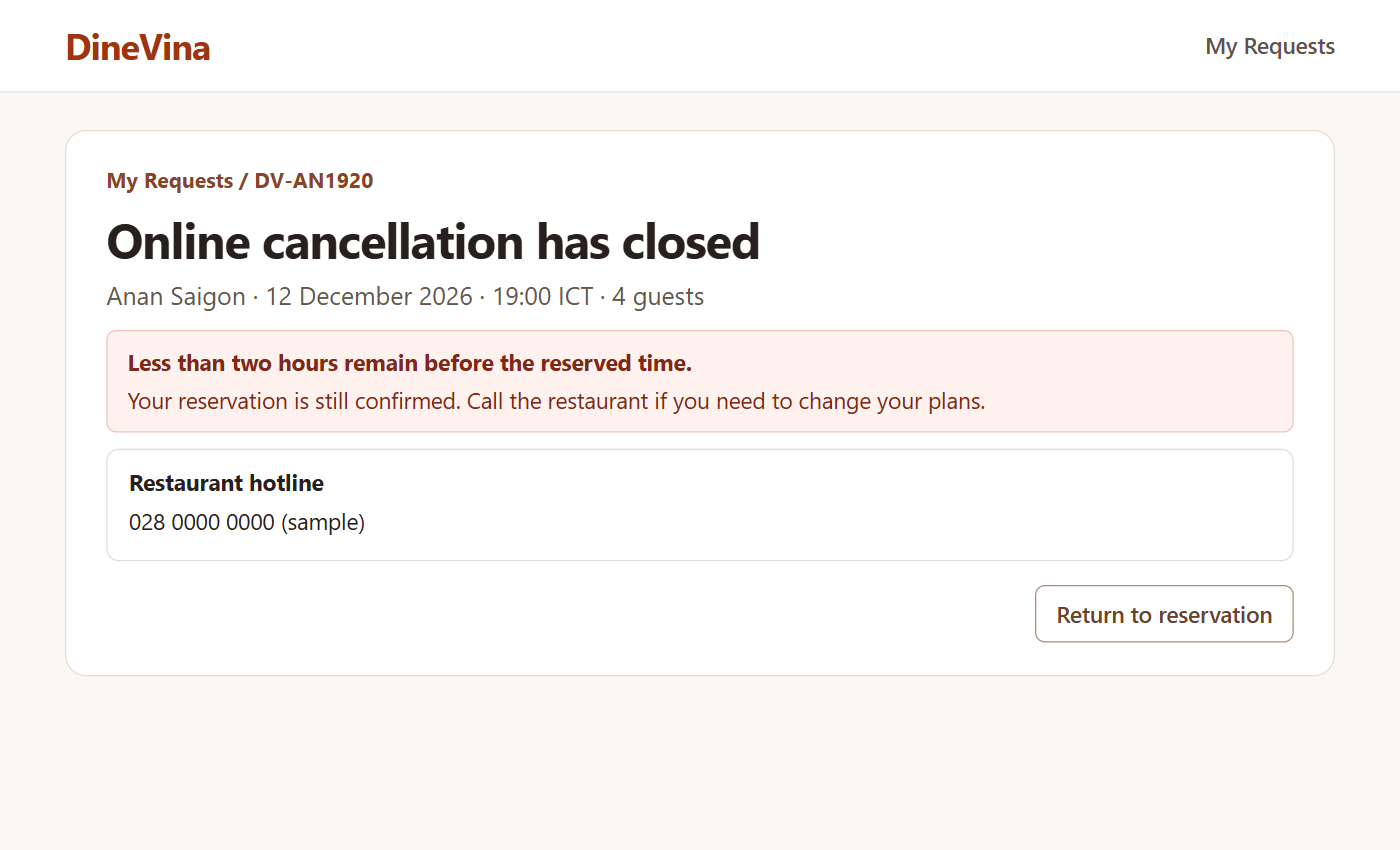 DineVina
My Requests
My Requests / DV-AN1920
Online cancellation has closed
Anan Saigon · 12 December 2026 · 19:00 ICT · 4 guests
Less than two hours remain before the reserved time.
Your reservation is still confirmed. Call the restaurant if you need to change your plans.
Restaurant hotline
028 0000 0000 (sample)
Return to reservation